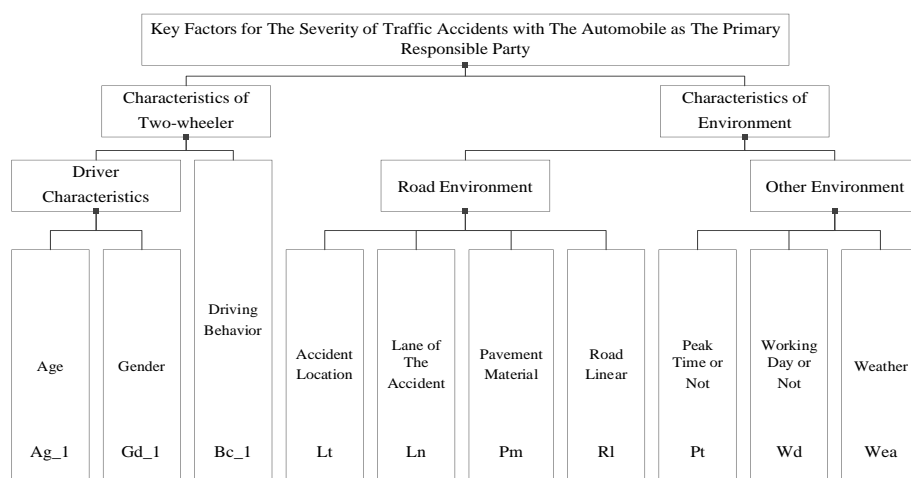 Key Factors for The Severity of Traffic Accidents with The Automobile as The Primary
Responsible Party
Characteristics of
Two-wheeler
Characteristics of
Environment
Driver
Characteristics
Road Environment
Other Environment
Age
Ag_1
Gender
Gd_1
Driving
Behavior
Bc_1
Accident
Location
Lt
Lane of
The
Accident
Ln
Pavement
Material
Pm
Road
Linear
Rl
Peak
Time or
Not
Pt
Working
Day or
Not
Wd
Weather
Wea